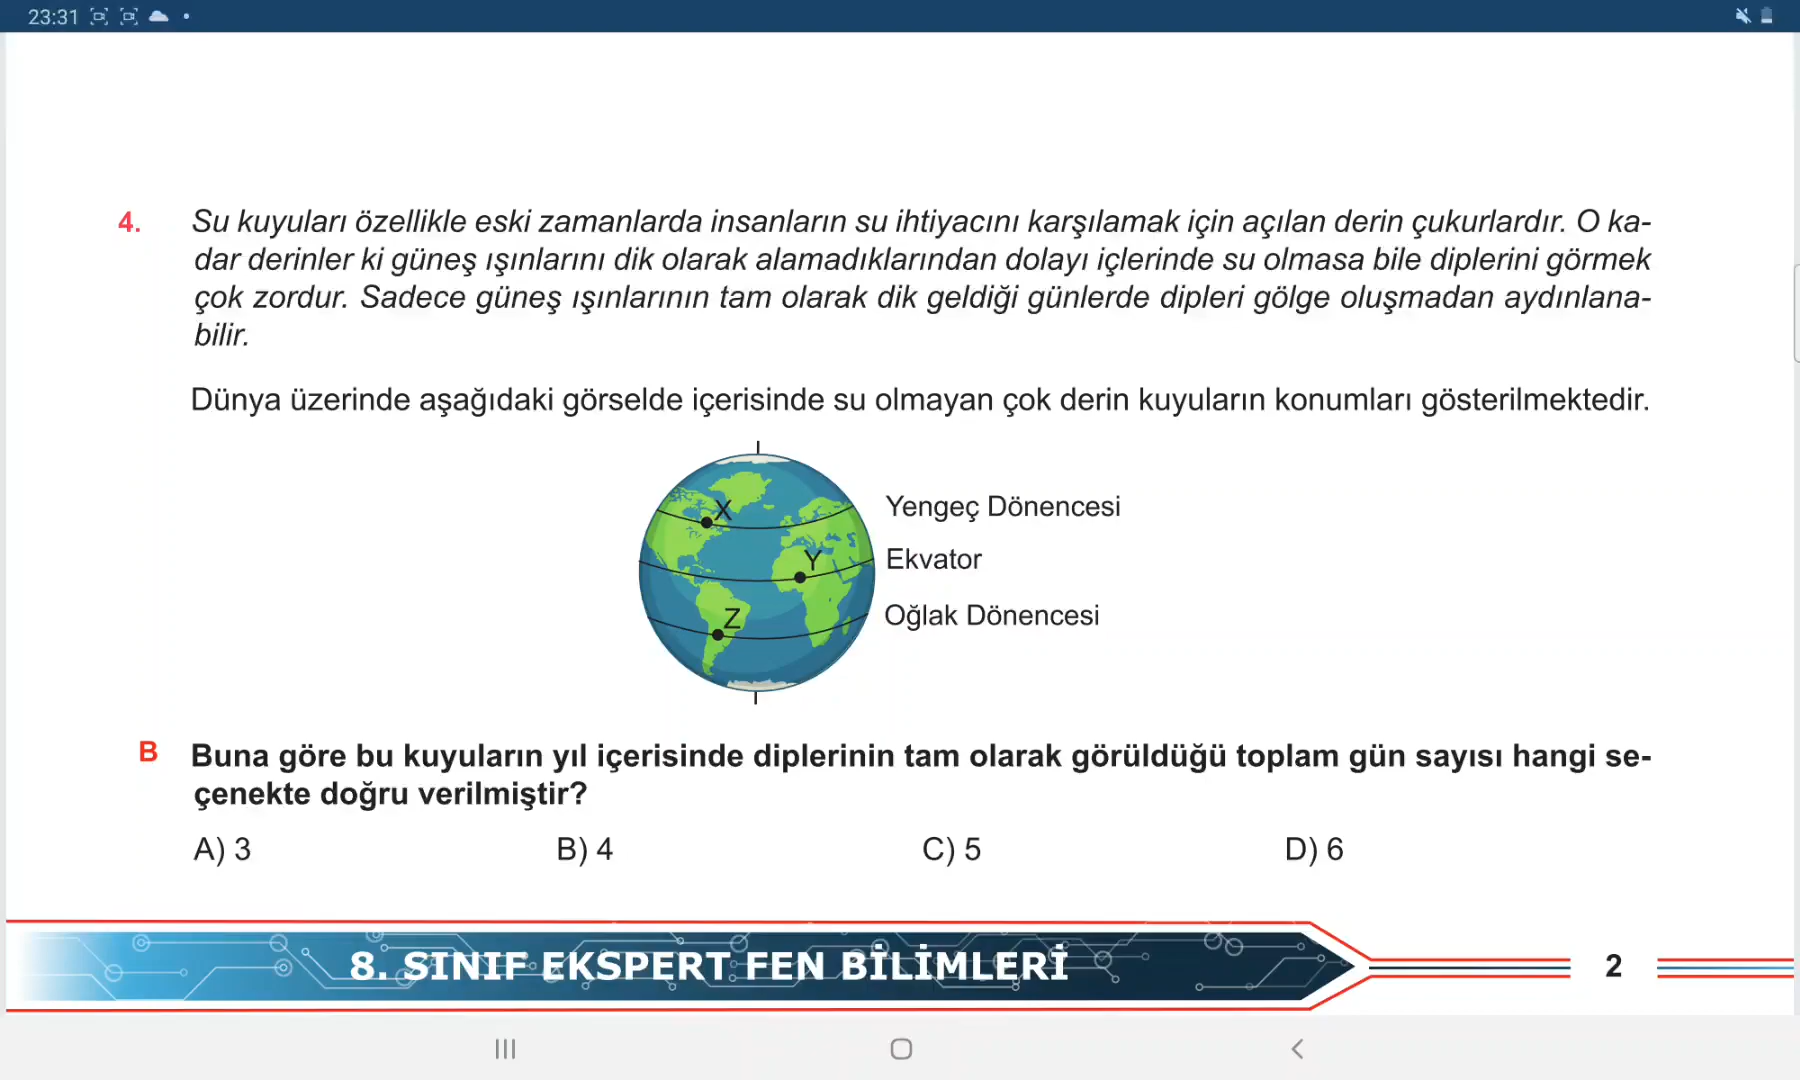 23:31
4. Su kuyuları özellikle eski zamanlarda insanların su ihtiyacını karşılamak için açılan derin çukurlardır. O ka-
dar derinler ki güneş ışınlarını dik olarak alamadıklarından dolayı içlerinde su olmasa bile diplerini görmek
çok zordur. Sadece güneş ışınlarının tam olarak dik geldiği günlerde dipleri gölge oluşmadan aydınlana-
bilir.
Dünya üzerinde aşağıdaki görselde içerisinde su olmayan çok derin kuyuların konumları gösterilmektedir.
X Yengeç Dönencesi
Y Ekvator
Z Oğlak Dönencesi
B Buna göre bu kuyuların yıl içerisinde diplerinin tam olarak görüldüğü toplam gün sayısı hangi se-
çenekte doğru verilmiştir?
A) 3 B) 4 C) 5 D) 6
8. SINIF EKSPERT FEN BİLİMLERİ 2